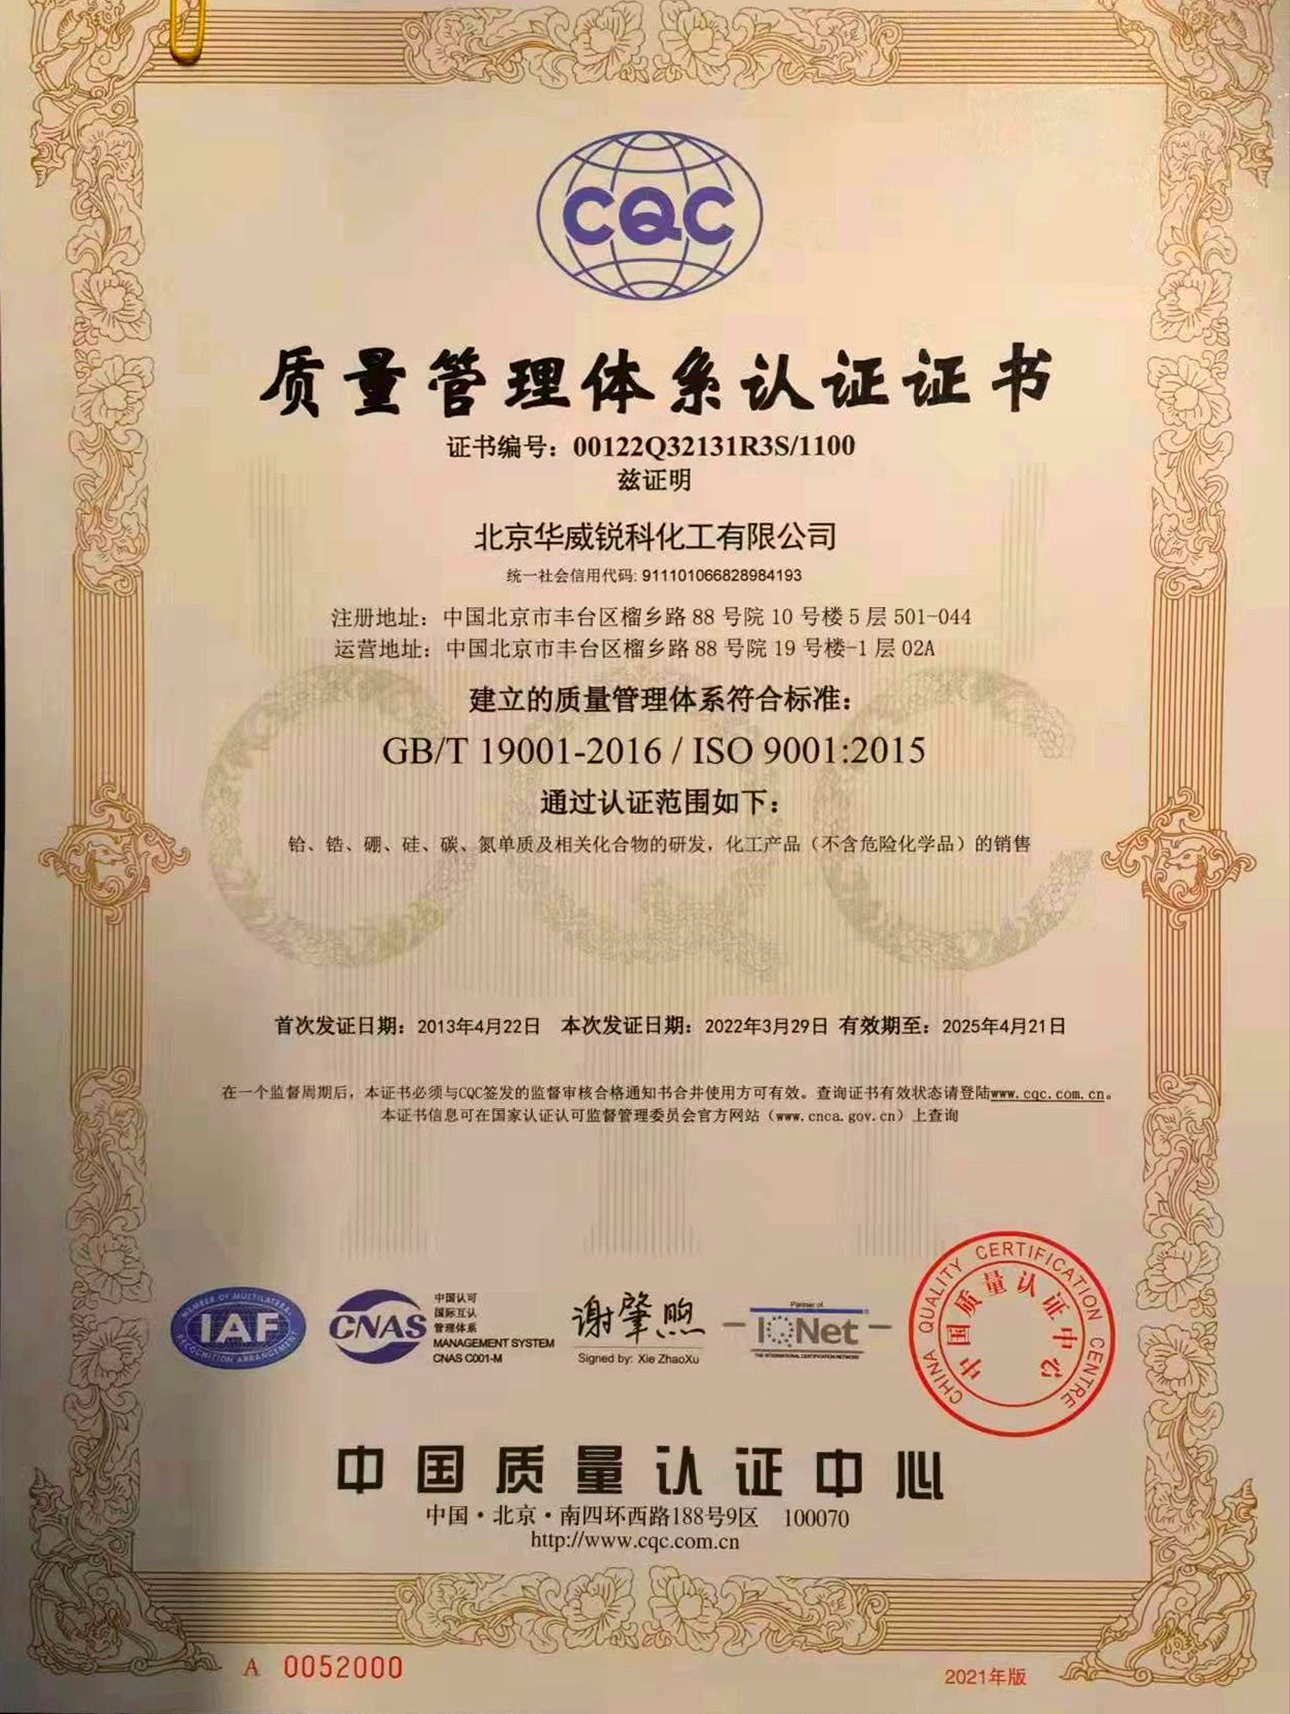 CQC
质量管理体系认证证书
证书编号：00122Q32131R3S/1100
兹证明
北京华威锐科化工有限公司
统一社会信用代码: 911101066828984193
注册地址：中国北京市丰台区榴乡路 88 号院 10 号楼 5 层 501-044
运营地址：中国北京市丰台区榴乡路 88 号院 19 号楼-1 层 02A
建立的质量管理体系符合标准：
GB/T 19001-2016 / ISO 9001:2015
通过认证范围如下：
铪、锆、硼、硅、碳、氮单质及相关化合物的研发，化工产品（不含危险化学品）的销售
首次发证日期：2013年4月22日 本次发证日期：2022年3月29日 有效期至：2025年4月21日
在一个监督周期后，本证书必须与CQC签发的监督审核合格通知书合并使用方可有效。查询证书有效状态请登陆www.cqc.com.cn。
本证书信息可在国家认证认可监督管理委员会官方网站（www.cnca.gov.cn）上查询
MEMBER OF MULTILATERAL
IAF
RECOGNITION ARRANGEMENT
CNAS
中国认可
国际互认
管理体系
MANAGEMENT SYSTEM
CNAS C001-M
谢肇煦
Signed by: Xie ZhaoXu
Partner of
IQNet
THE INTERNATIONAL CERTIFICATION NETWORK
CHINA QUALITY CERTIFICATION CENTRE
中国质量认证中心
中国质量认证中心
中国·北京·南四环西路188号9区 100070
http://www.cqc.com.cn
A 0052000
2021年版